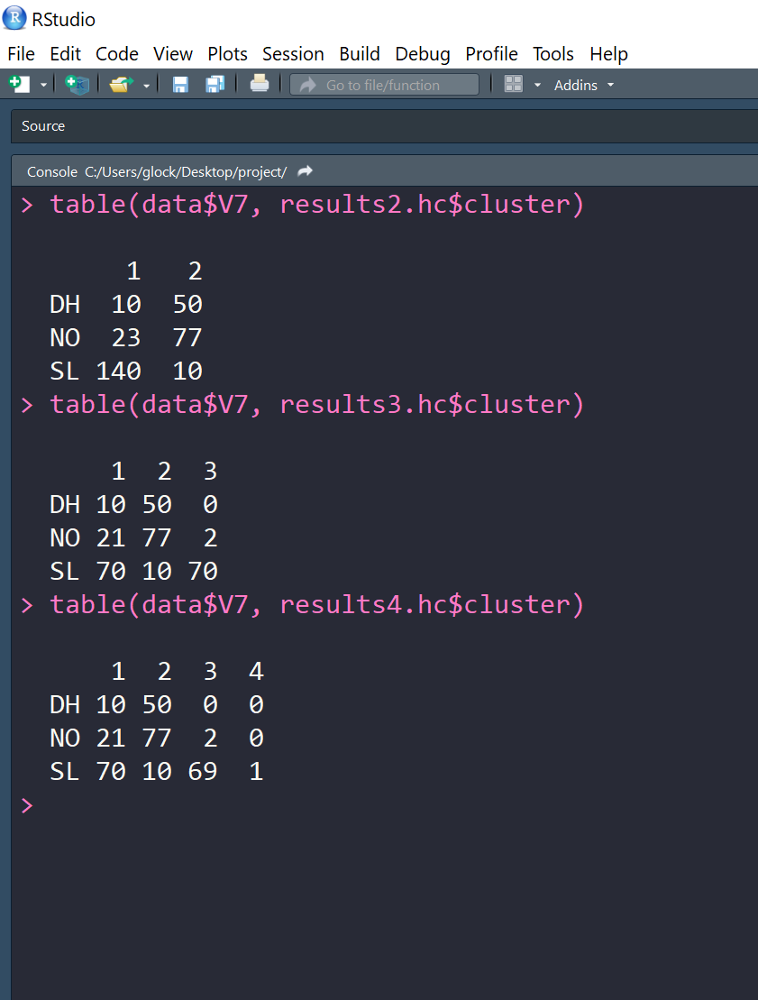 RStudio
File Edit Code View Plots Session Build Debug Profile Tools Help
Go to file/function Addins
Source
Console C:/Users/glock/Desktop/project/
> table(data$V7, results2.hc$cluster)
1 2
DH 10 50
NO 23 77
SL 140 10
> table(data$V7, results3.hc$cluster)
1 2 3
DH 10 50 0
NO 21 77 2
SL 70 10 70
> table(data$V7, results4.hc$cluster)
1 2 3 4
DH 10 50 0 0
NO 21 77 2 0
SL 70 10 69 1
>